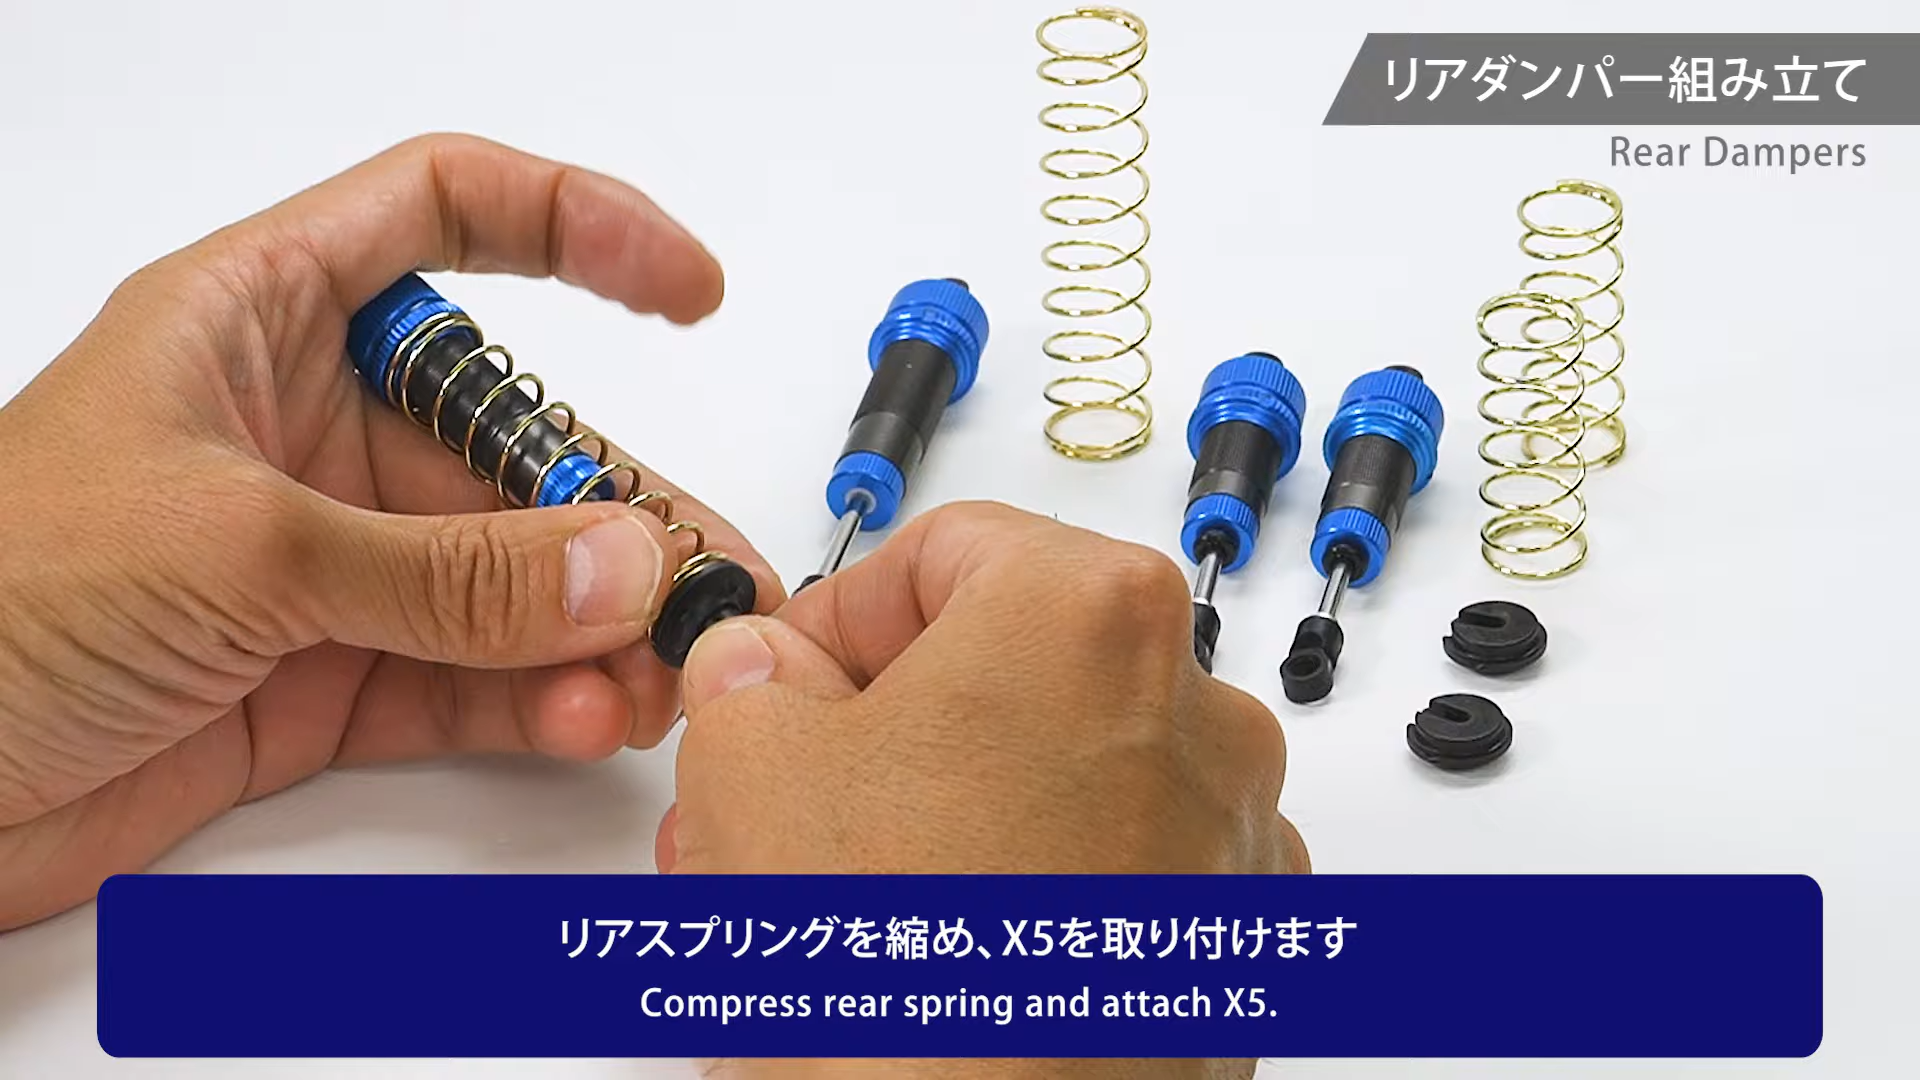 リアダンパー組み立て
Rear Dampers
リアスプリングを縮め、X5を取り付けます
Compress rear spring and attach X5.